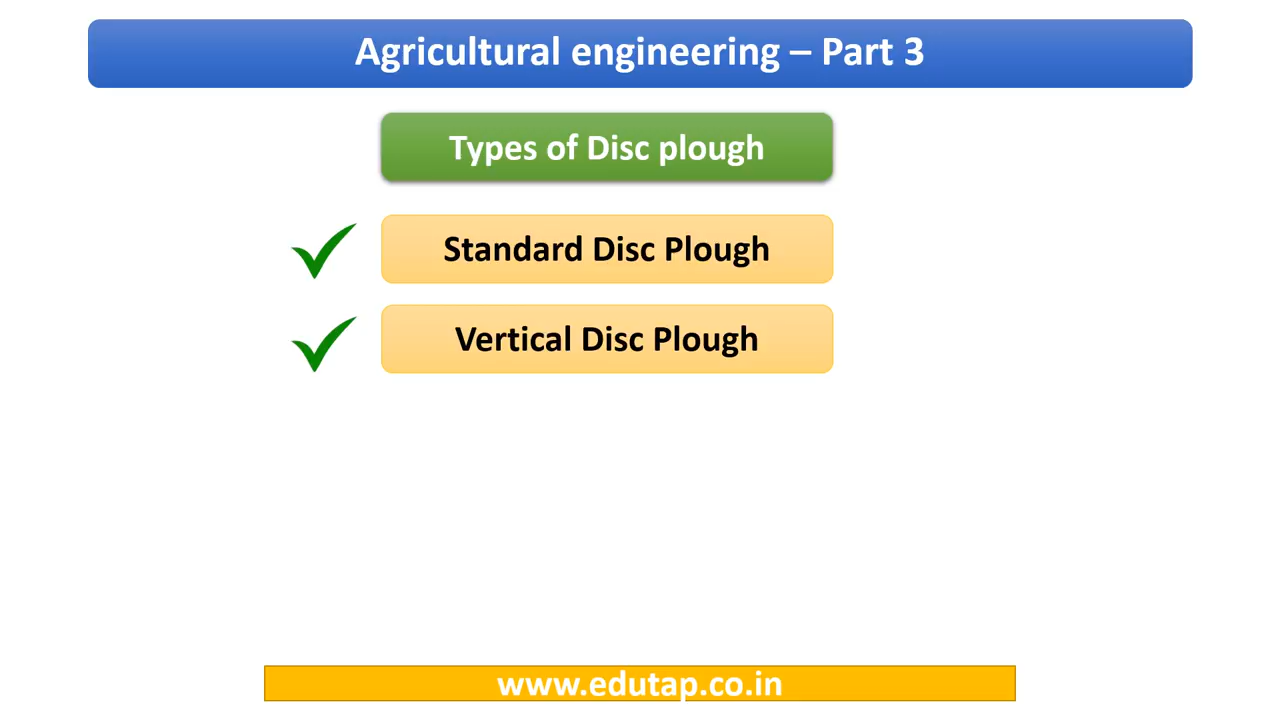 Agricultural engineering – Part 3
Types of Disc plough
Standard Disc Plough
Vertical Disc Plough
www.edutap.co.in